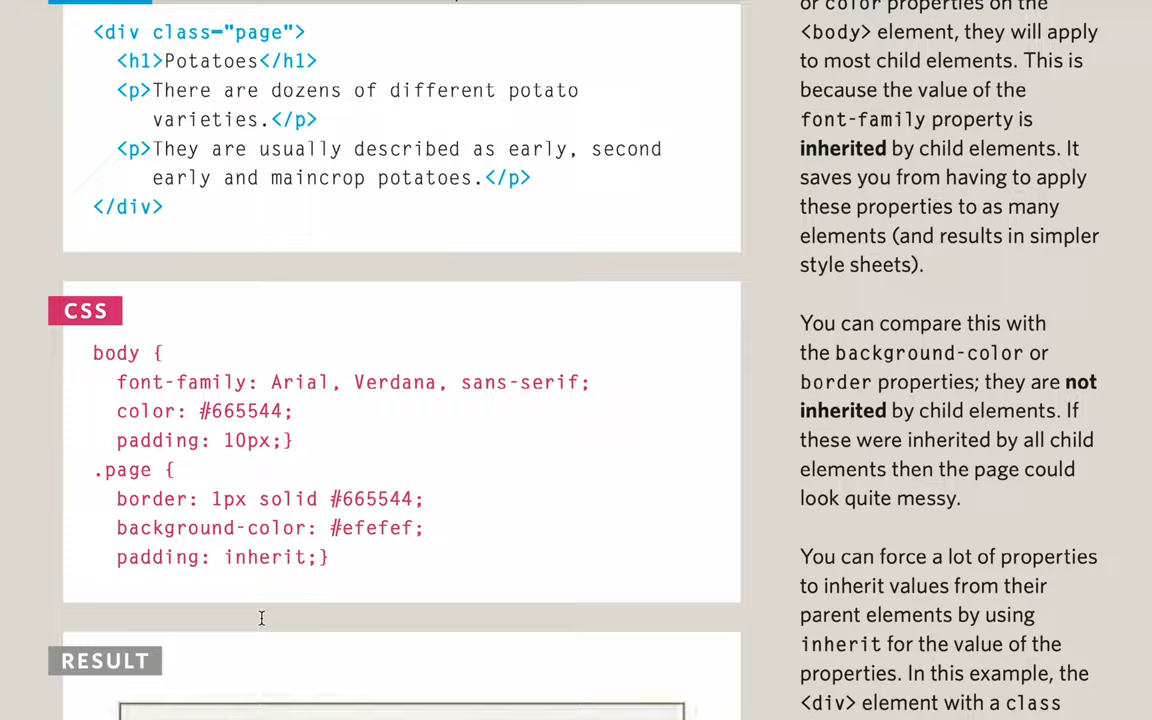 <div class="page">
<h1>Potatoes</h1>
<p>There are dozens of different potato
varieties.</p>
<p>They are usually described as early, second
early and maincrop potatoes.</p>
</div>
CSS
body {
font-family: Arial, Verdana, sans-serif;
color: #665544;
padding: 10px;}
.page {
border: 1px solid #665544;
background-color: #efefef;
padding: inherit;}
RESULT
or color properties on the
<body> element, they will apply
to most child elements. This is
because the value of the
font-family property is
inherited by child elements. It
saves you from having to apply
these properties to as many
elements (and results in simpler
style sheets).
You can compare this with
the background-color or
border properties; they are not
inherited by child elements. If
these were inherited by all child
elements then the page could
look quite messy.
You can force a lot of properties
to inherit values from their
parent elements by using
inherit for the value of the
properties. In this example, the
<div> element with a class